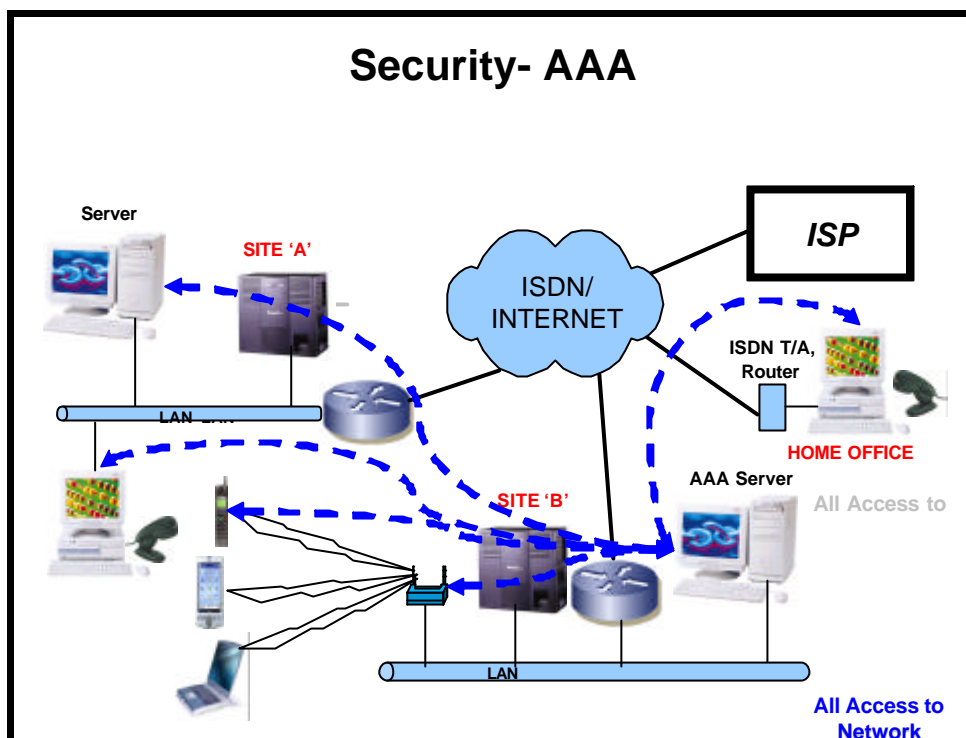 Security- AAA
Server
SITE 'A'
ISP
ISDN/
INTERNET
ISDN T/A,
Router
LAN LAN
HOME OFFICE
AAA Server
SITE 'B'
All Access to
LAN
All Access to
Network